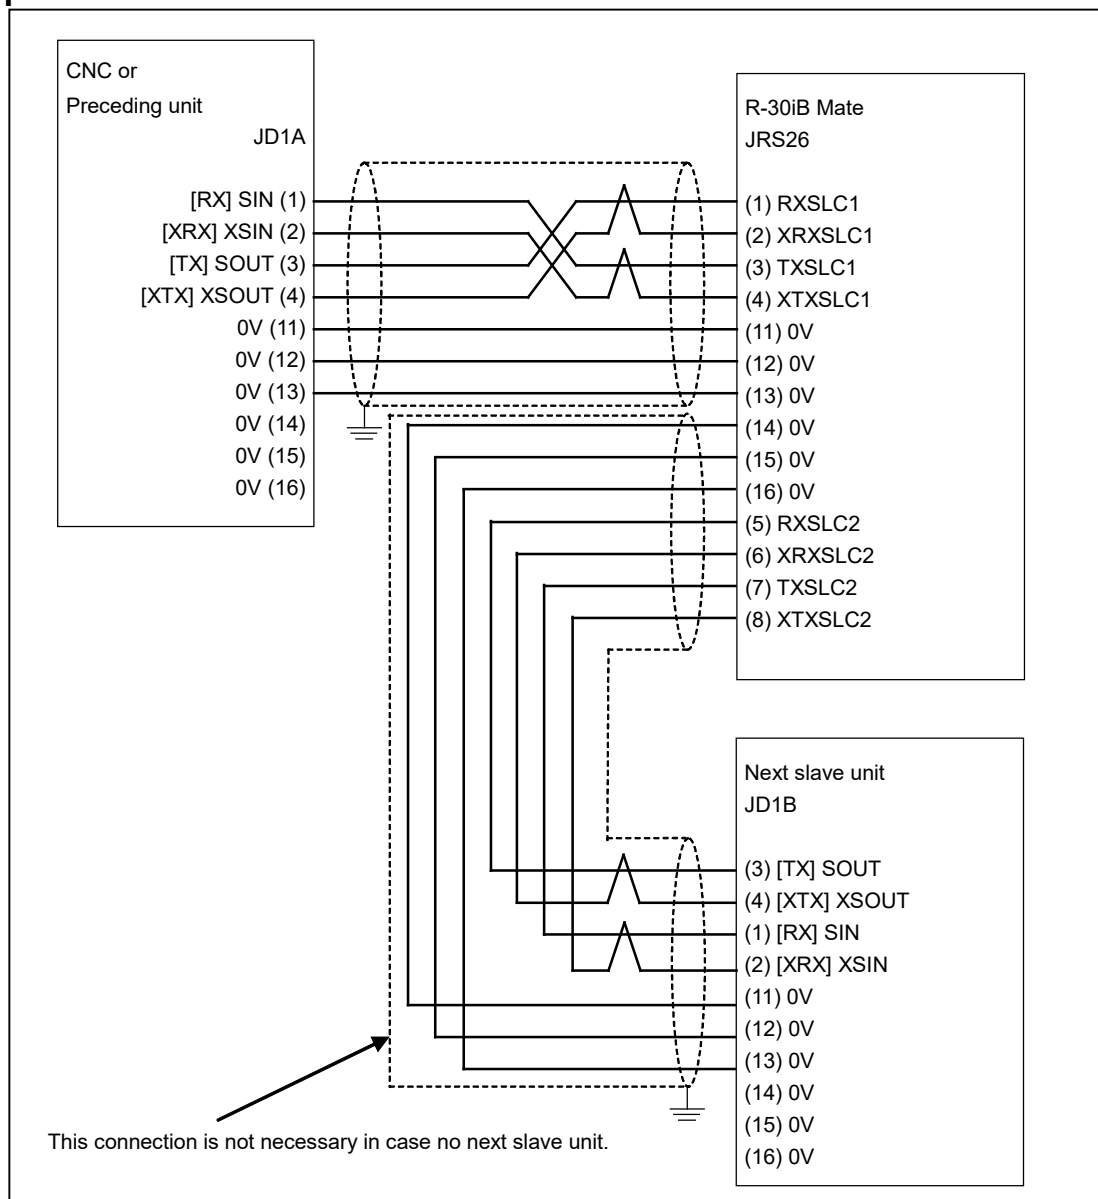 CNC or
Preceding unit
JD1A
[RX] SIN (1)
[XRX] XSIN (2)
[TX] SOUT (3)
[XTX] XSOUT (4)
0V (11)
0V (12)
0V (13)
0V (14)
0V (15)
0V (16)
R-30iB Mate
JRS26
(1) RXSLC1
(2) XRXSLC1
(3) TXSLC1
(4) XTXSLC1
(11) 0V
(12) 0V
(13) 0V
(14) 0V
(15) 0V
(16) 0V
(5) RXSLC2
(6) XRXSLC2
(7) TXSLC2
(8) XTXSLC2
Next slave unit
JD1B
(3) [TX] SOUT
(4) [XTX] XSOUT
(1) [RX] SIN
(2) [XRX] XSIN
(11) 0V
(12) 0V
(13) 0V
(14) 0V
(15) 0V
(16) 0V
This connection is not necessary in case no next slave unit.